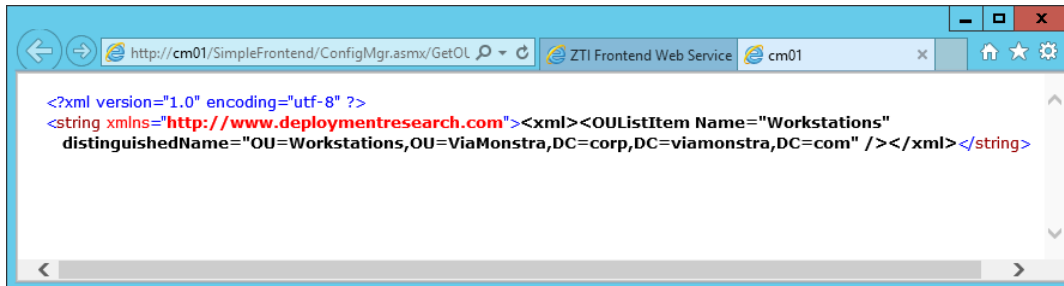 http://cm01/SimpleFrontend/ConfigMgr.asmx/GetOU
ZTI Frontend Web Service
cm01
<?xml version="1.0" encoding="utf-8" ?>
<string xmlns="http://www.deploymentresearch.com"><xml><OUListItem Name="Workstations"
distinguishedName="OU=Workstations,OU=ViaMonstra,DC=corp,DC=viamonstra,DC=com" /></xml></string>